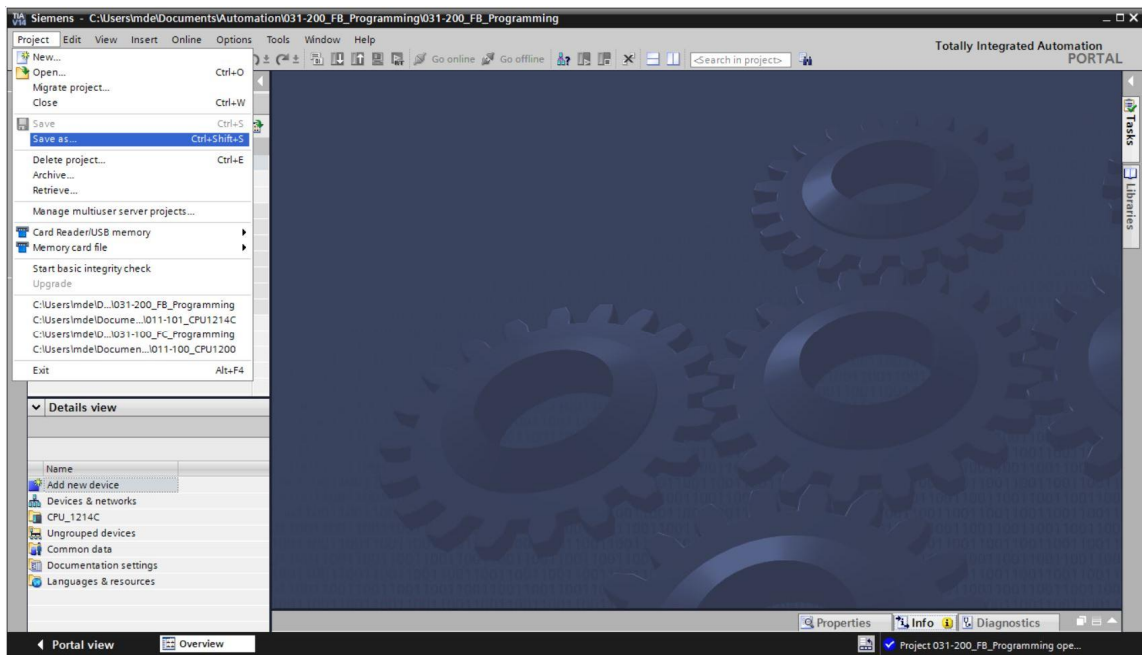 TIA V14 Siemens - C:\Users\mde\Documents\Automation\031-200_FB_Programming\031-200_FB_Programming
Project Edit View Insert Online Options Tools Window Help
Totally Integrated Automation
PORTAL
Go online Go offline <Search in project>
New...
Open... Ctrl+O
Migrate project...
Close Ctrl+W
Save Ctrl+S
Save as... Ctrl+Shift+S
Delete project... Ctrl+E
Archive...
Retrieve...
Manage multiuser server projects...
Card Reader/USB memory
Memory card file
Start basic integrity check
Upgrade
C:\Users\mde\D...\031-200_FB_Programming
C:\Users\mde\Docume...\011-101_CPU1214C
C:\Users\mde\D...\031-100_FC_Programming
C:\Users\mde\Documen...\011-100_CPU1200
Exit Alt+F4
Tasks
Libraries
Details view
Name
Add new device
Devices & networks
CPU_1214C
Ungrouped devices
Common data
Documentation settings
Languages & resources
Properties Info Diagnostics
Portal view Overview Project 031-200_FB_Programming ope...